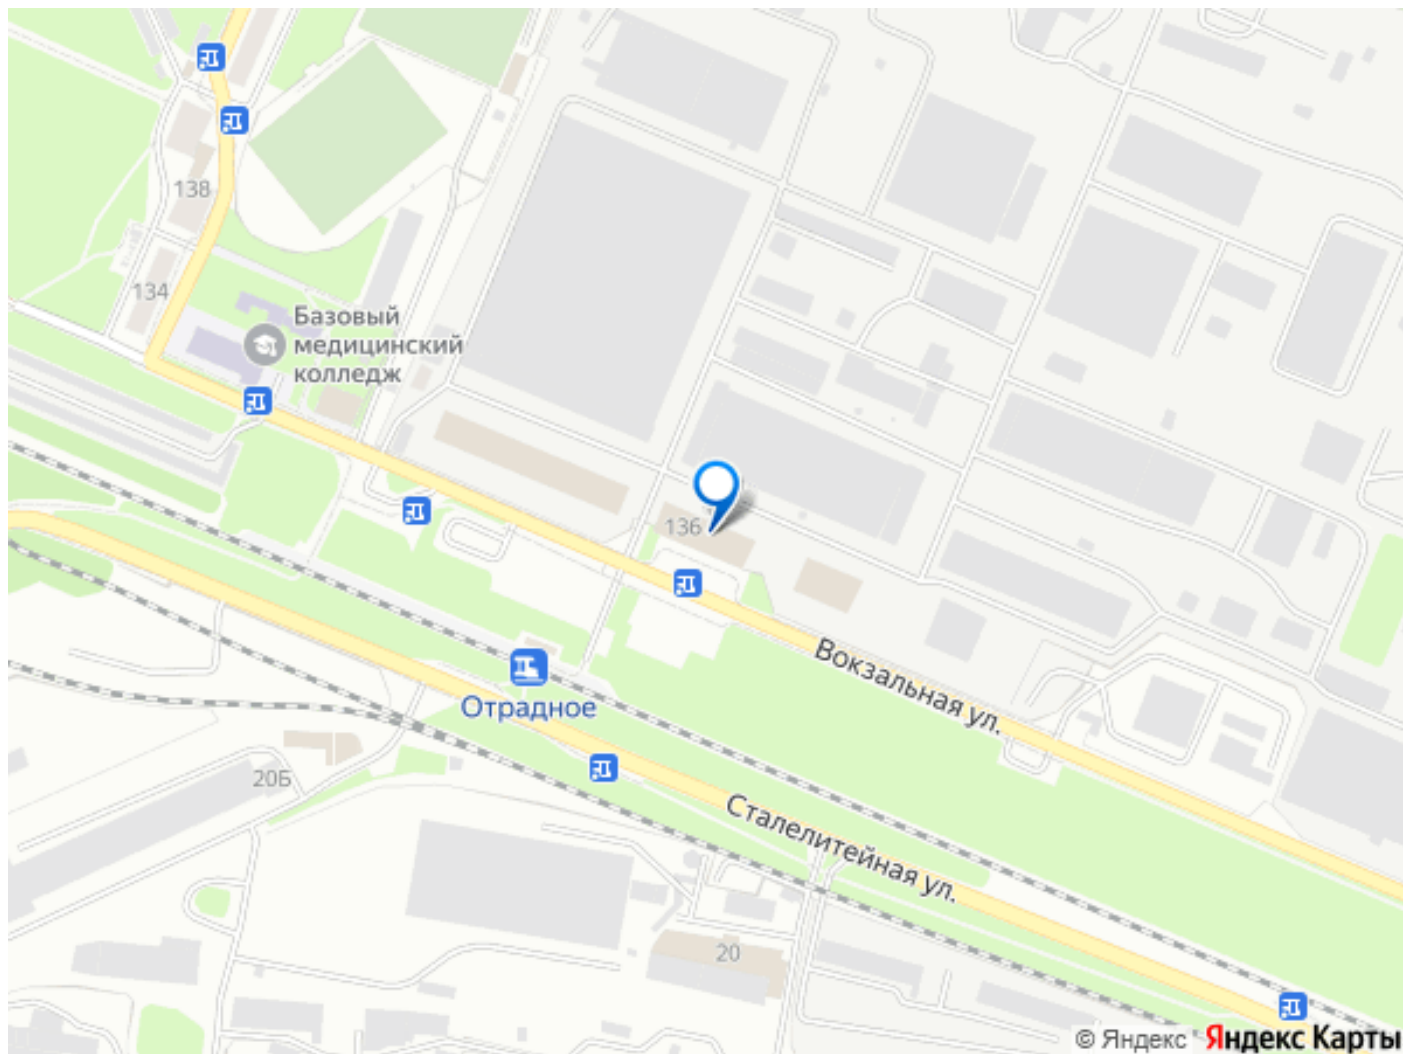 138
134
Базовый
медицинский
колледж
136
Вокзальная ул.
Отрадное
20Б
Сталелитейная ул.
20
© Яндекс Яндекс Карты